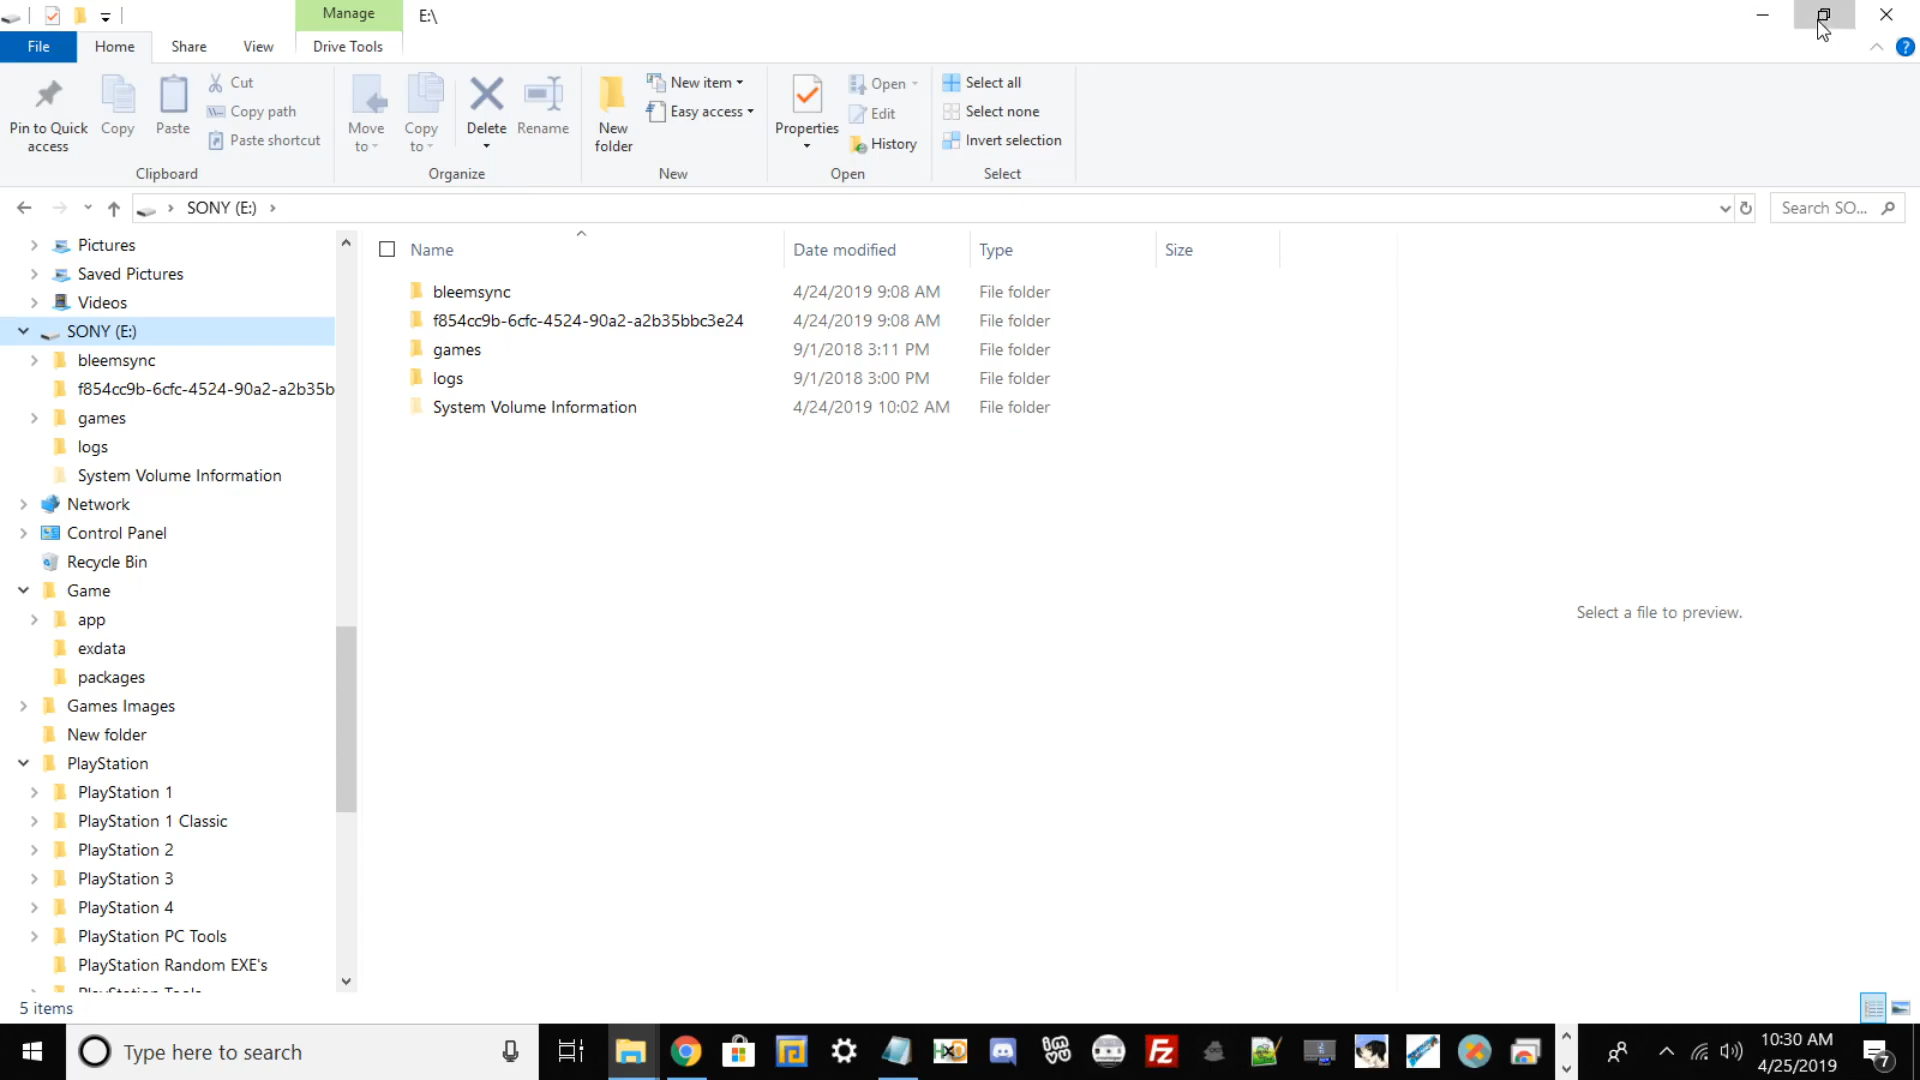 Manage
E:\
File
Home
Share
View
Drive Tools
Pin to Quick access
Copy
Paste
Cut
Copy path
Paste shortcut
Clipboard
Move to
Copy to
Delete
Rename
Organize
New folder
New item
Easy access
New
Properties
Open
Edit
History
Open
Select all
Select none
Invert selection
Select
SONY (E:)
Search SO...
Pictures
Saved Pictures
Videos
SONY (E:)
bleemsync
f854cc9b-6cfc-4524-90a2-a2b35b
games
logs
System Volume Information
Network
Control Panel
Recycle Bin
Game
app
exdata
packages
Games Images
New folder
PlayStation
PlayStation 1
PlayStation 1 Classic
PlayStation 2
PlayStation 3
PlayStation 4
PlayStation PC Tools
PlayStation Random EXE's
PlayStation Tools
Name Date modified Type Size
bleemsync 4/24/2019 9:08 AM File folder
f854cc9b-6cfc-4524-90a2-a2b35bbc3e24 4/24/2019 9:08 AM File folder
games 9/1/2018 3:11 PM File folder
logs 9/1/2018 3:00 PM File folder
System Volume Information 4/24/2019 10:02 AM File folder
Select a file to preview.
5 items
Type here to search
HXD
FZ
10:30 AM
4/25/2019
7